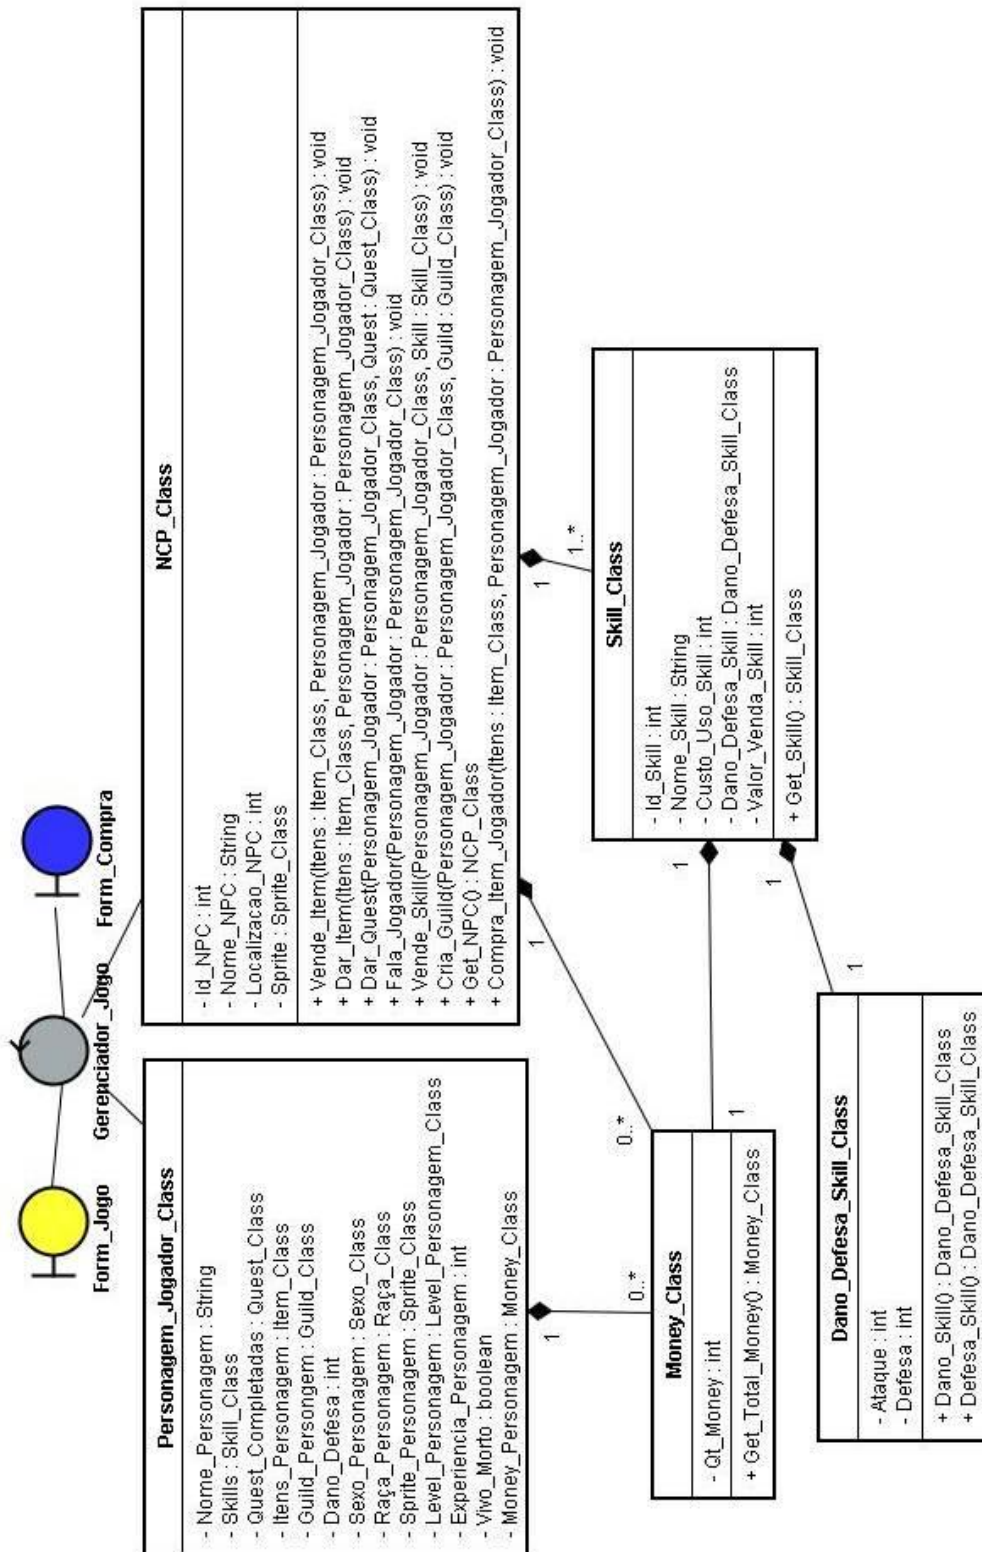 Form_Jogo
Gerenciador_Jogo
Form_Compra
Personagem_Jogador_Class
- Nome_Personagem : String
- Skills : Skill_Class
- Quest_Completadas : Quest_Class
- Itens_Personagem : Item_Class
- Guild_Persongem : Guild_Class
- Dano_Defesa : int
- Sexo_Personagem : Sexo_Class
- Raça_Personagem : Raça_Class
- Sprite_Personagem : Sprite_Class
- Level_Personagem : Level_Personagem_Class
- Experiencia_Personagem : int
- Vivo_Morto : boolean
- Money_Personagem : Money_Class
NCP_Class
- Id_NPC : int
- Nome_NPC : String
- Localizacao_NPC : int
- Sprite : Sprite_Class
+ Vende_Item(Itens : Item_Class, Personagem_Jogador : Personagem_Jogador_Class) : void
+ Dar_Item(Itens : Item_Class, Personagem_Jogador : Personagem_Jogador_Class) : void
+ Dar_Quest(Personagem_Jogador : Personagem_Jogador_Class, Quest : Quest_Class) : void
+ Fala_Jogador(Personagem_Jogador : Personagem_Jogador_Class) : void
+ Vende_Skill(Personagem_Jogador : Personagem_Jogador_Class, Skill : Skill_Class) : void
+ Cria_Guild(Personagem_Jogador : Personagem_Jogador_Class, Guild : Guild_Class) : void
+ Get_NPC() : NCP_Class
+ Compra_Item_Jogador(Itens : Item_Class, Personagem_Jogador : Personagem_Jogador_Class) : void
1
0..*
1
0..*
1
1..*
Money_Class
- Qt_Money : int
+ Get_Total_Money() : Money_Class
1
1
Skill_Class
- Id_Skill : int
- Nome_Skill : String
- Custo_Uso_Skill : int
- Dano_Defesa_Skill : Dano_Defesa_Skill_Class
- Valor_Venda_Skill : int
+ Get_Skill() : Skill_Class
1
1
Dano_Defesa_Skill_Class
- Ataque : int
- Defesa : int
+ Dano_Skill() : Dano_Defesa_Skill_Class
+ Defesa_Skill() : Dano_Defesa_Skill_Class